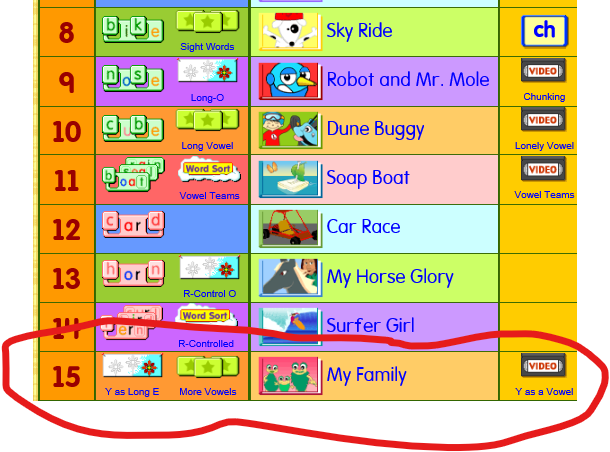 8 bike Sky Ride ch
Sight Words
9 nose Robot and Mr. Mole VIDEO
Long-O Chunking
10 cube Dune Buggy VIDEO
Long Vowel Lonely Vowel
11 boat Word Sort Soap Boat VIDEO
Vowel Teams Vowel Teams
12 card Car Race
13 horn My Horse Glory
R-Control O
14 Word Sort Surfer Girl
R-Controlled
15 My Family VIDEO
Y as Long E More Vowels Y as a Vowel